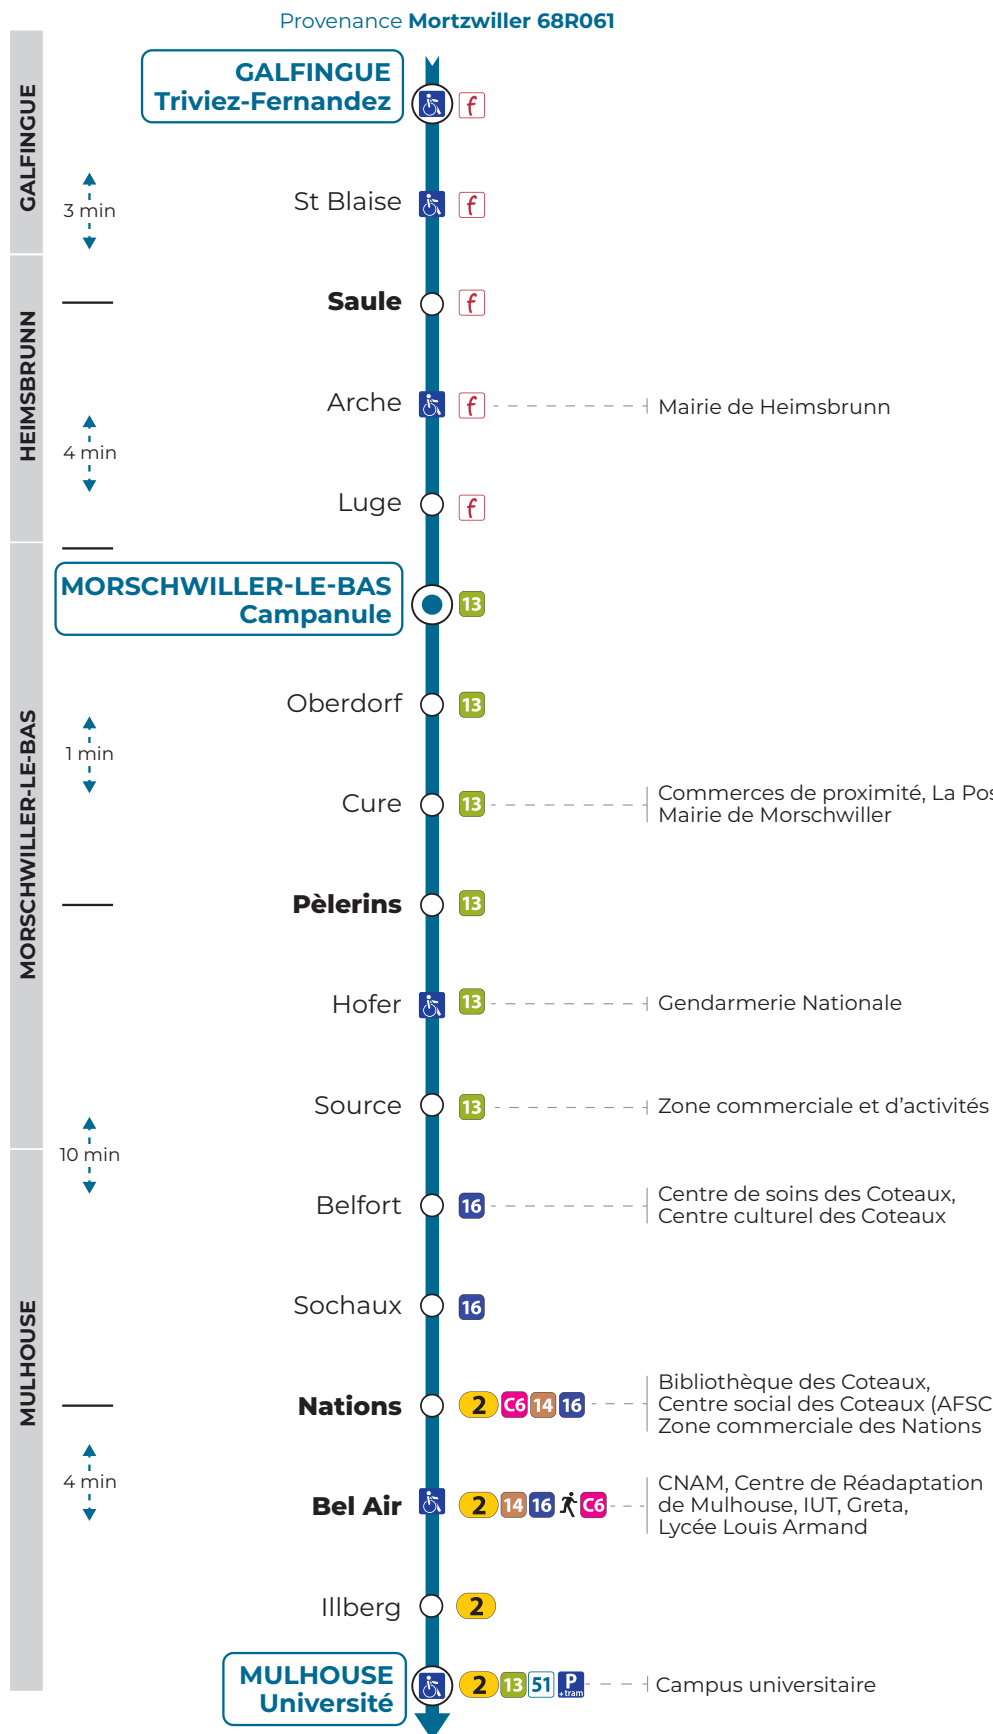 Provenance Mortzwiller 68R061
GALFINGUE
GALFINGUE
Triviez-Fernandez
f
3 min
St Blaise
f
HEIMSBRUNN
Saule
f
Arche
f
Mairie de Heimsbrunn
4 min
Luge
f
MORSCHWILLER-LE-BAS
MORSCHWILLER-LE-BAS
Campanule
13
Oberdorf
13
1 min
Cure
13
Commerces de proximité, La Pos
Mairie de Morschwiller
Pèlerins
13
Hofer
13
Gendarmerie Nationale
Source
13
Zone commerciale et d'activités
10 min
MULHOUSE
Belfort
16
Centre de soins des Coteaux,
Centre culturel des Coteaux
Sochaux
16
Nations
2 C6 14 16
Bibliothèque des Coteaux,
Centre social des Coteaux (AFSC
Zone commerciale des Nations
4 min
Bel Air
2 14 16 C6
CNAM, Centre de Réadaptation
de Mulhouse, IUT, Greta,
Lycée Louis Armand
Illberg
2
MULHOUSE
Université
2 13 51 P +tram
Campus universitaire